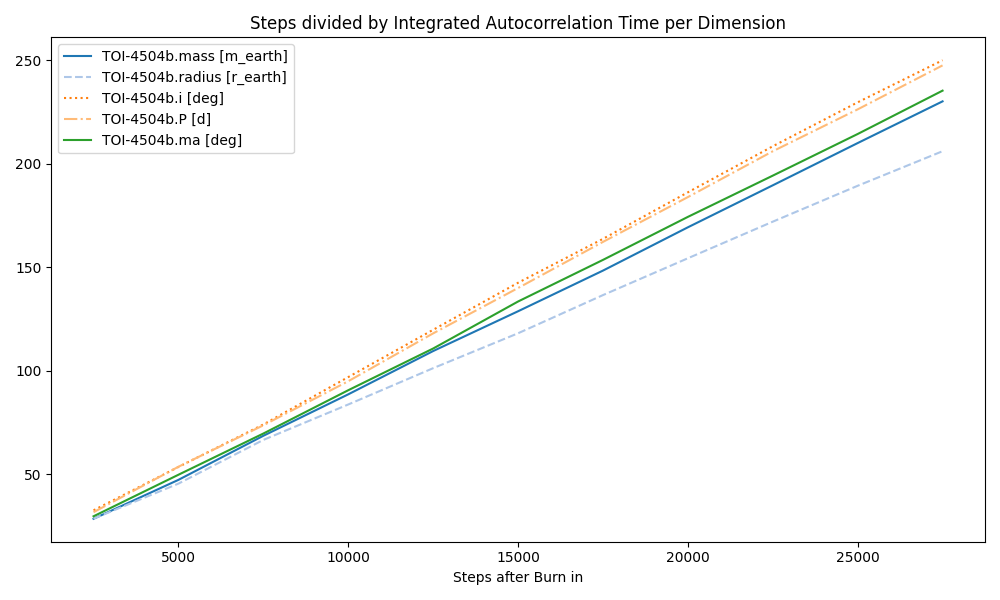 Steps divided by Integrated Autocorrelation Time per Dimension
TOI-4504b.mass [m_earth]
TOI-4504b.radius [r_earth]
TOI-4504b.i [deg]
TOI-4504b.P [d]
TOI-4504b.ma [deg]
250
200
150
100
50
5000 10000 15000 20000 25000
Steps after Burn in